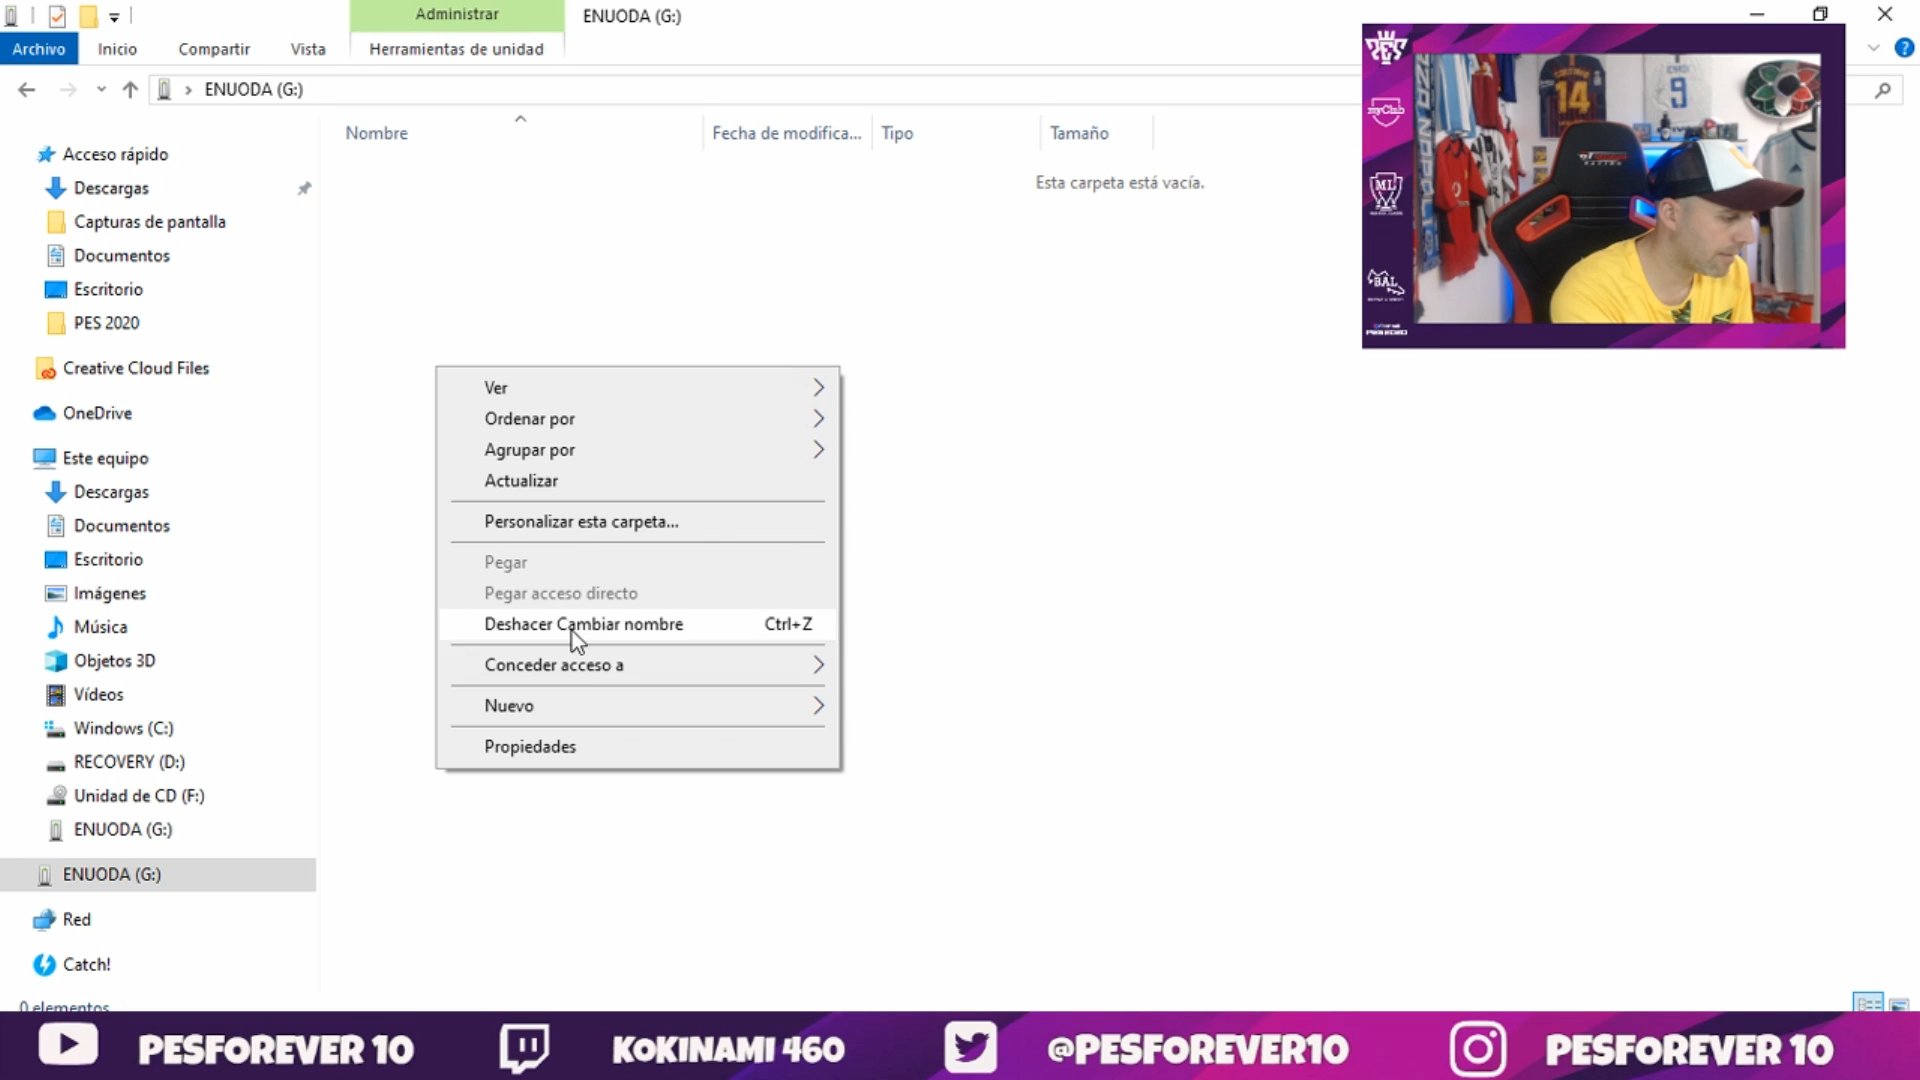 Administrar
ENUODA (G:)
Archivo
Inicio
Compartir
Vista
Herramientas de unidad
ENUODA (G:)
Nombre
Fecha de modifica...
Tipo
Tamaño
Esta carpeta está vacía.
Acceso rápido
Descargas
Capturas de pantalla
Documentos
Escritorio
PES 2020
Creative Cloud Files
OneDrive
Este equipo
Descargas
Documentos
Escritorio
Imágenes
Música
Objetos 3D
Vídeos
Windows (C:)
RECOVERY (D:)
Unidad de CD (F:)
ENUODA (G:)
ENUODA (G:)
Red
Catch!
0 elementos
Ver
Ordenar por
Agrupar por
Actualizar
Personalizar esta carpeta...
Pegar
Pegar acceso directo
Deshacer Cambiar nombre Ctrl+Z
Conceder acceso a
Nuevo
Propiedades
myClub
ML
BAL
14
9
RACING
PESFOREVER 10
KOKINAMI 460
@PESFOREVER10
PESFOREVER 10